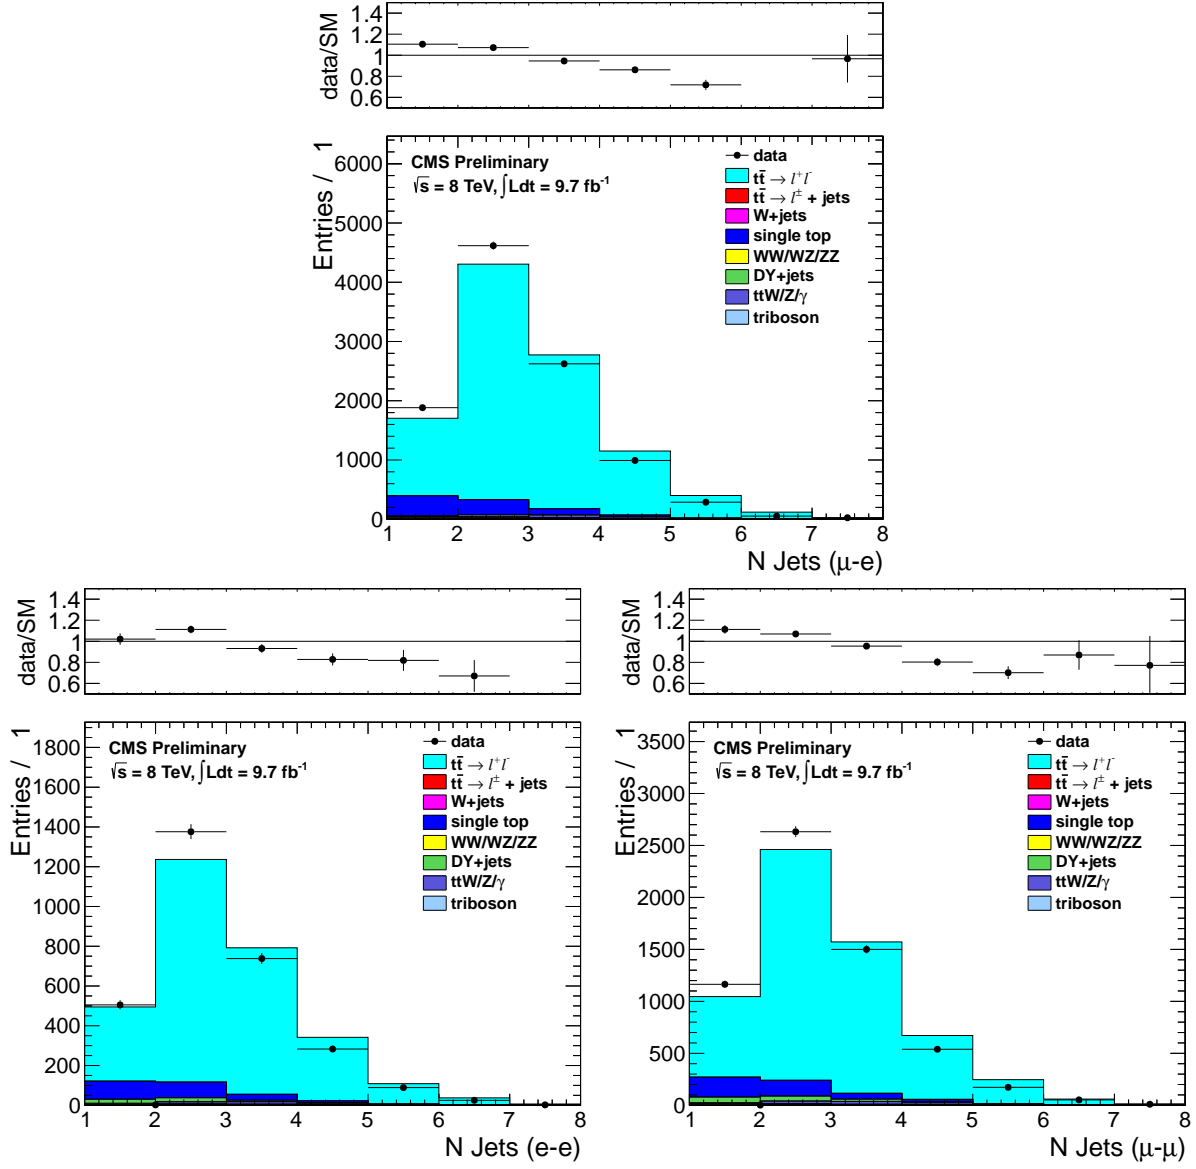 data/SM
1.4
1.2
1
0.8
0.6
Entries / 1
6000
5000
4000
3000
2000
1000
0
CMS Preliminary
√s = 8 TeV, ∫Ldt = 9.7 fb⁻¹
data
tt̄ → l⁺l⁻
tt̄ → l± + jets
W+jets
single top
WW/WZ/ZZ
DY+jets
ttW/Z/γ
triboson
1 2 3 4 5 6 7 8
N Jets (μ-e)
data/SM
1.4
1.2
1
0.8
0.6
Entries / 1
1800
1600
1400
1200
1000
800
600
400
200
0
CMS Preliminary
√s = 8 TeV, ∫Ldt = 9.7 fb⁻¹
data
tt̄ → l⁺l⁻
tt̄ → l± + jets
W+jets
single top
WW/WZ/ZZ
DY+jets
ttW/Z/γ
triboson
1 2 3 4 5 6 7 8
N Jets (e-e)
data/SM
1.4
1.2
1
0.8
0.6
Entries / 1
3500
3000
2500
2000
1500
1000
500
0
CMS Preliminary
√s = 8 TeV, ∫Ldt = 9.7 fb⁻¹
data
tt̄ → l⁺l⁻
tt̄ → l± + jets
W+jets
single top
WW/WZ/ZZ
DY+jets
ttW/Z/γ
triboson
1 2 3 4 5 6 7 8
N Jets (μ-μ)